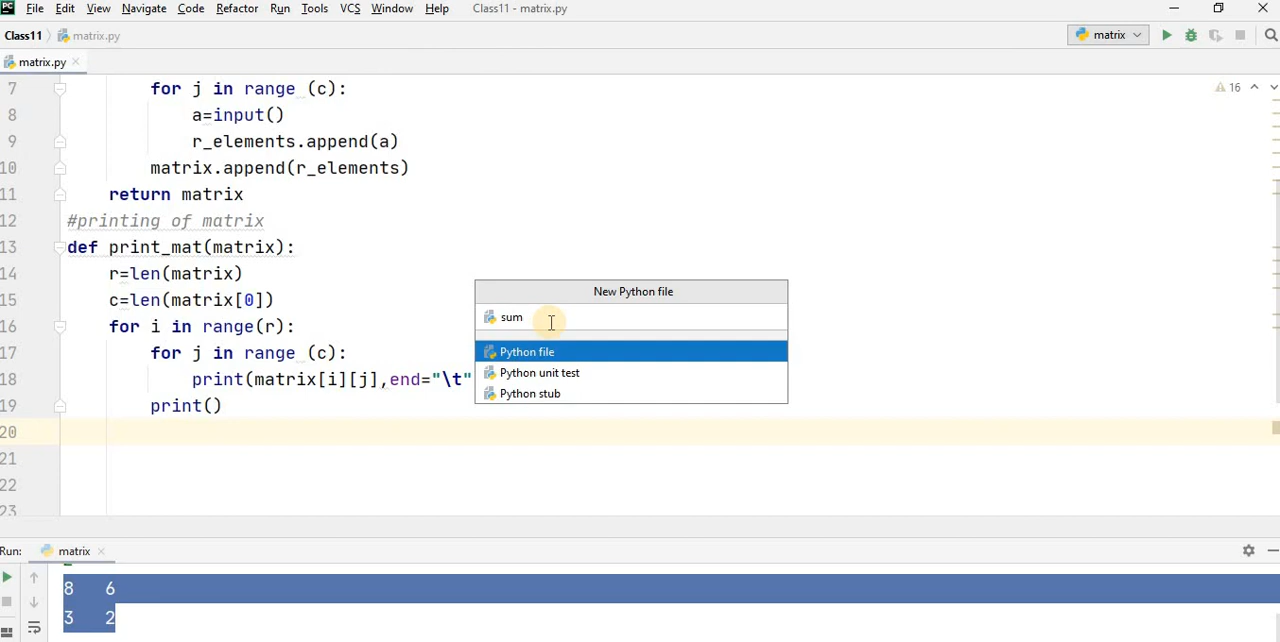 PC File Edit View Navigate Code Refactor Run Tools VCS Window Help Class11 - matrix.py
Class11 matrix.py matrix
matrix.py
16
7 for j in range (c):
8 a=input()
9 r_elements.append(a)
10 matrix.append(r_elements)
11 return matrix
12 #printing of matrix
13 def print_mat(matrix):
14 r=len(matrix)
15 c=len(matrix[0])
16 for i in range(r):
17 for j in range (c):
18 print(matrix[i][j],end="\t"
19 print()
20
21
22
23
New Python file
sum
Python file
Python unit test
Python stub
Run: matrix
8 6
3 2